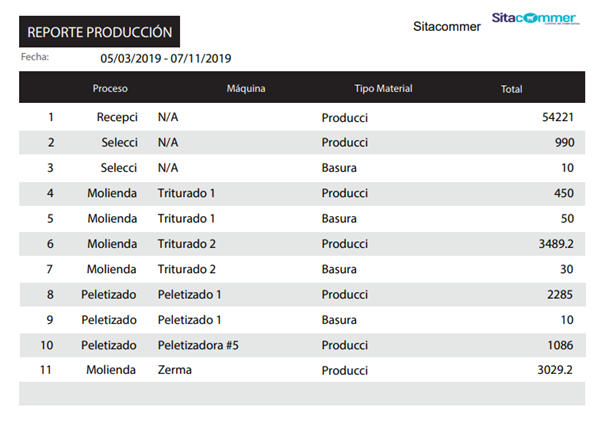 REPORTE PRODUCCIÓN
Sitacommer
Sitacommer
Fecha:
05/03/2019 - 07/11/2019
Proceso Máquina Tipo Material Total
1 Recepci N/A Producci 54221
2 Selecci N/A Producci 990
3 Selecci N/A Basura 10
4 Molienda Triturado 1 Producci 450
5 Molienda Triturado 1 Basura 50
6 Molienda Triturado 2 Producci 3489.2
7 Molienda Triturado 2 Basura 30
8 Peletizado Peletizado 1 Producci 2285
9 Peletizado Peletizado 1 Basura 10
10 Peletizado Peletizadora #5 Producci 1086
11 Molienda Zerma Producci 3029.2